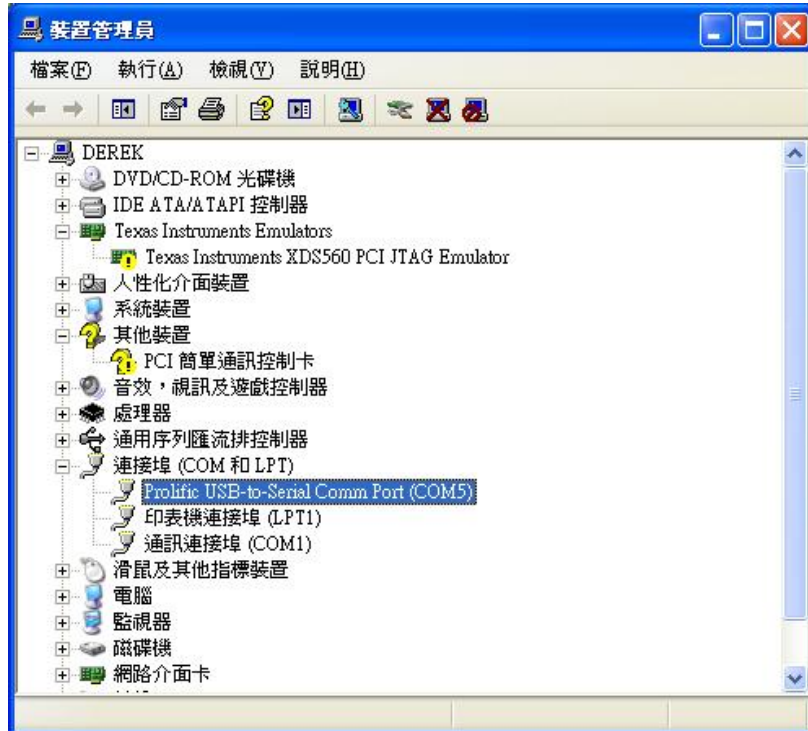 裝置管理員
檔案(F) 執行(A) 檢視(V) 說明(H)
DEREK
DVD/CD-ROM 光碟機
IDE ATA/ATAPI 控制器
Texas Instruments Emulators
Texas Instruments XDS560 PCI JTAG Emulator
人性化介面裝置
系統裝置
其他裝置
PCI 簡單通訊控制卡
音效，視訊及遊戲控制器
處理器
通用序列匯流排控制器
連接埠 (COM 和 LPT)
Prolific USB-to-Serial Comm Port (COM5)
印表機連接埠 (LPT1)
通訊連接埠 (COM1)
滑鼠及其他指標裝置
電腦
監視器
磁碟機
網路介面卡